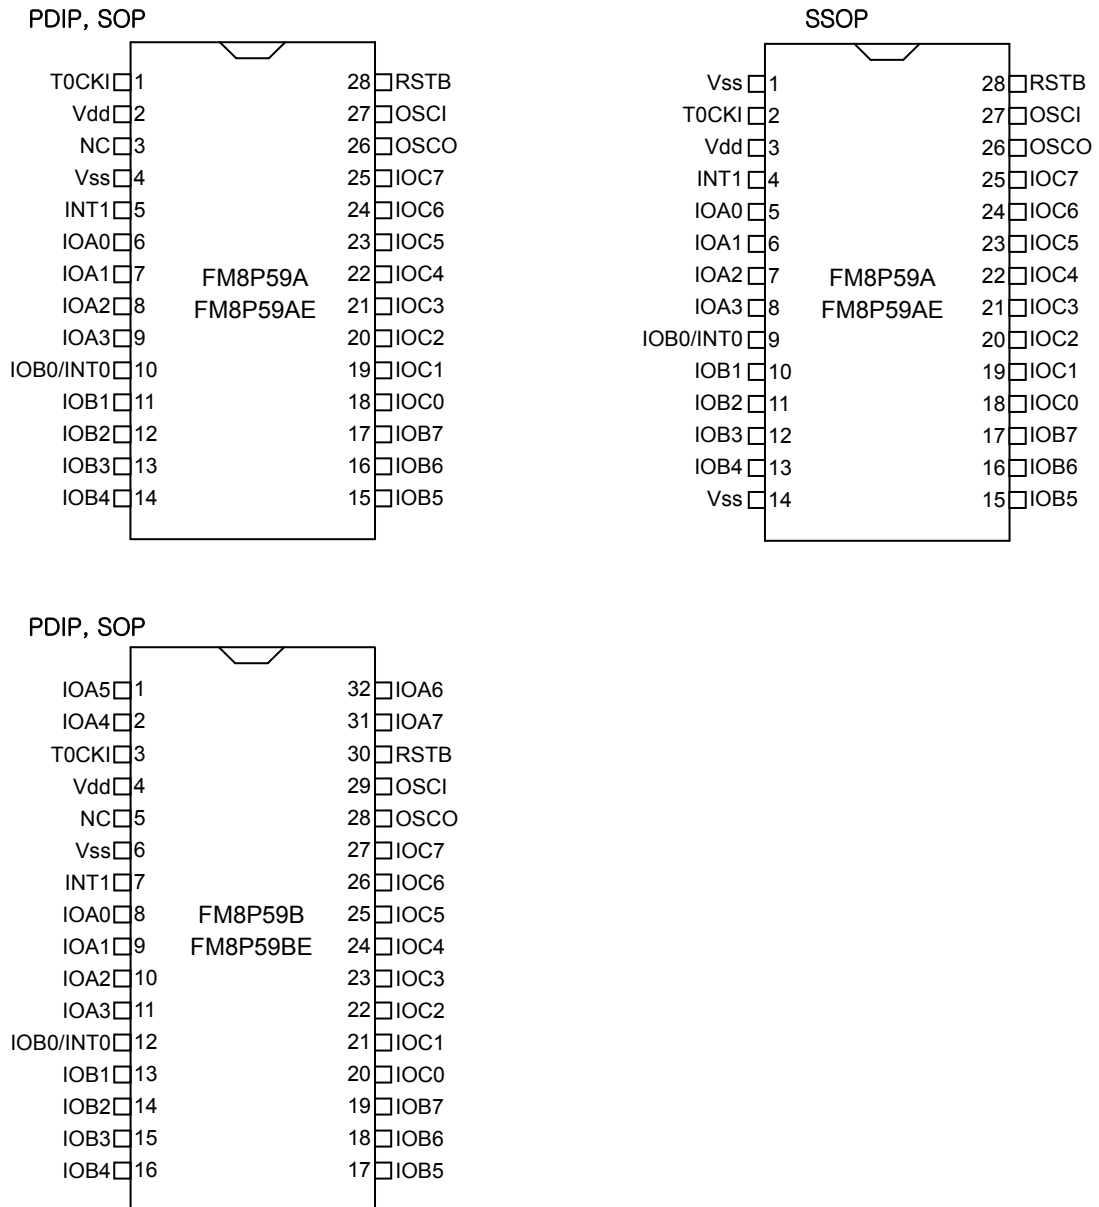 PDIP, SOP
T0CKI 1 28 RSTB
Vdd 2 27 OSCI
NC 3 26 OSCO
Vss 4 25 IOC7
INT1 5 24 IOC6
IOA0 6 23 IOC5
IOA1 7 22 IOC4
IOA2 8 21 IOC3
IOA3 9 20 IOC2
IOB0/INT0 10 19 IOC1
IOB1 11 18 IOC0
IOB2 12 17 IOB7
IOB3 13 16 IOB6
IOB4 14 15 IOB5
FM8P59A
FM8P59AE
SSOP
Vss 1 28 RSTB
T0CKI 2 27 OSCI
Vdd 3 26 OSCO
INT1 4 25 IOC7
IOA0 5 24 IOC6
IOA1 6 23 IOC5
IOA2 7 22 IOC4
IOA3 8 21 IOC3
IOB0/INT0 9 20 IOC2
IOB1 10 19 IOC1
IOB2 11 18 IOC0
IOB3 12 17 IOB7
IOB4 13 16 IOB6
Vss 14 15 IOB5
FM8P59A
FM8P59AE
PDIP, SOP
IOA5 1 32 IOA6
IOA4 2 31 IOA7
T0CKI 3 30 RSTB
Vdd 4 29 OSCI
NC 5 28 OSCO
Vss 6 27 IOC7
INT1 7 26 IOC6
IOA0 8 25 IOC5
IOA1 9 24 IOC4
IOA2 10 23 IOC3
IOA3 11 22 IOC2
IOB0/INT0 12 21 IOC1
IOB1 13 20 IOC0
IOB2 14 19 IOB7
IOB3 15 18 IOB6
IOB4 16 17 IOB5
FM8P59B
FM8P59BE